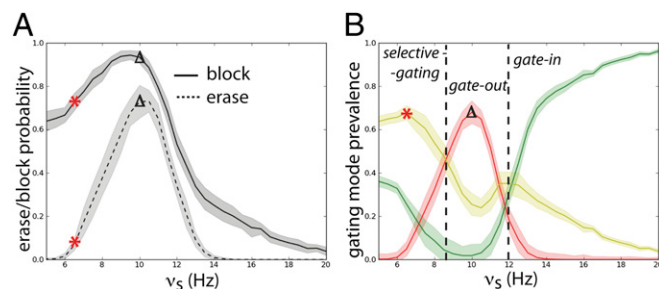 A
B
erase/block probability
1.0
0.8
0.6
0.4
0.2
0.0
block
erase
6 8 10 12 14 16 18 20
νS (Hz)
gating mode prevalence
1.0
0.8
0.6
0.4
0.2
0.0
selective
-gating
gate-out
gate-in
6 8 10 12 14 16 18 20
νS (Hz)